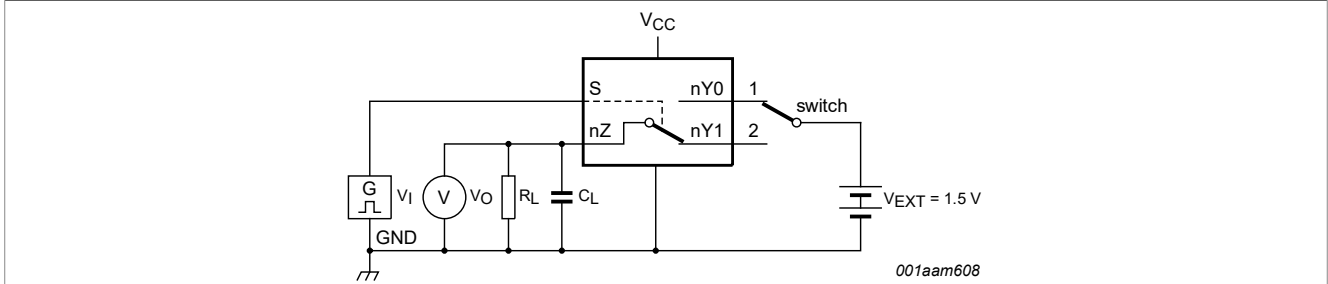 VCC
S
nY0
1
switch
nZ
nY1
2
G
VI
V
VO
RL
CL
VEXT = 1.5 V
GND
001aam608